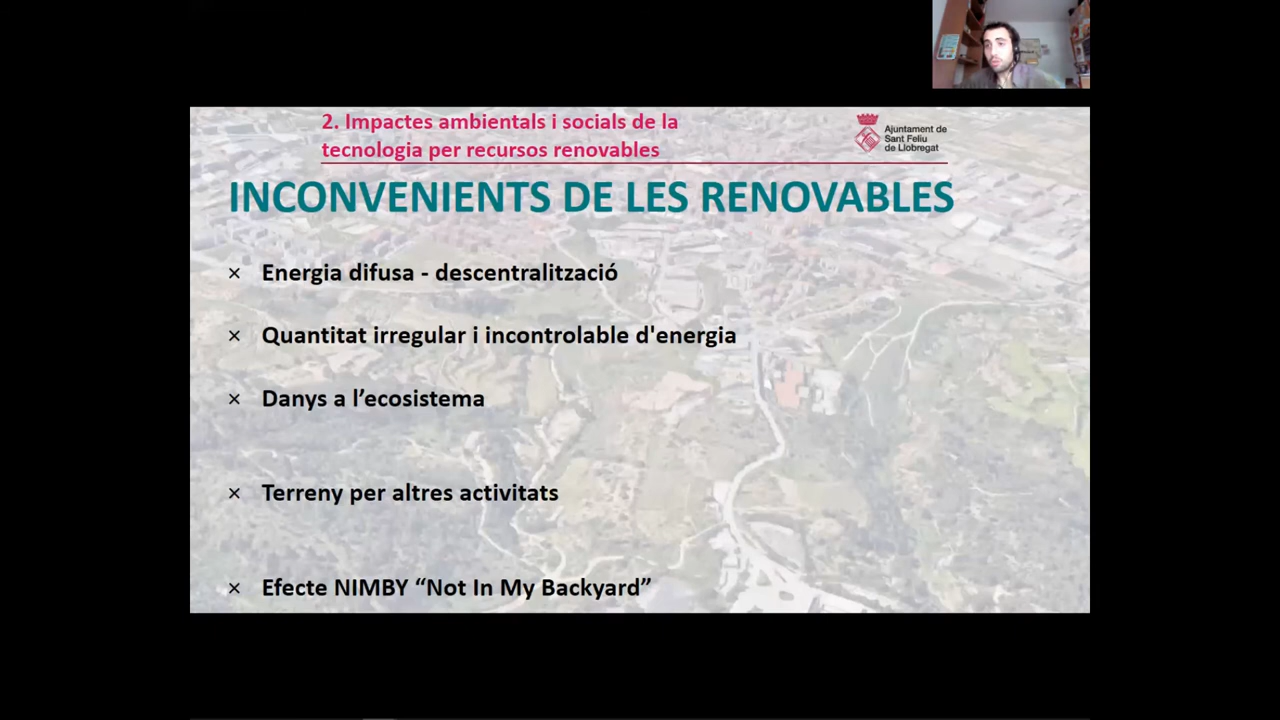 2. Impactes ambientals i socials de la
tecnologia per recursos renovables
Ajuntament de
Sant Feliu
de Llobregat
INCONVENIENTS DE LES RENOVABLES
× Energia difusa - descentralització
× Quantitat irregular i incontrolable d'energia
× Danys a l’ecosistema
× Terreny per altres activitats
× Efecte NIMBY “Not In My Backyard”